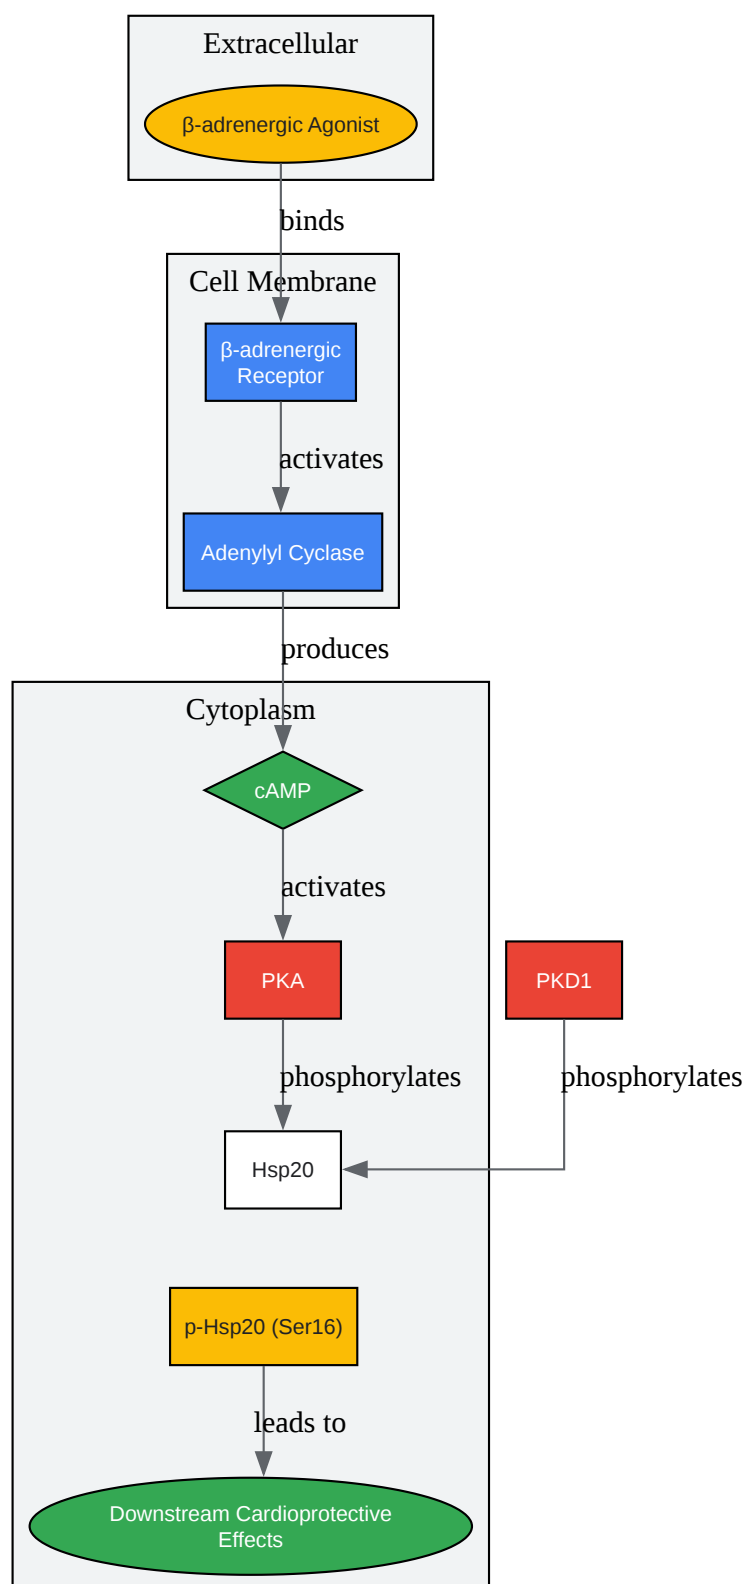 Extracellular
β-adrenergic Agonist
binds
Cell Membrane
β-adrenergic
Receptor
activates
Adenylyl Cyclase
produces
Cytoplasm
cAMP
activates
PKA
PKD1
phosphorylates
phosphorylates
Hsp20
p-Hsp20 (Ser16)
leads to
Downstream Cardioprotective
Effects